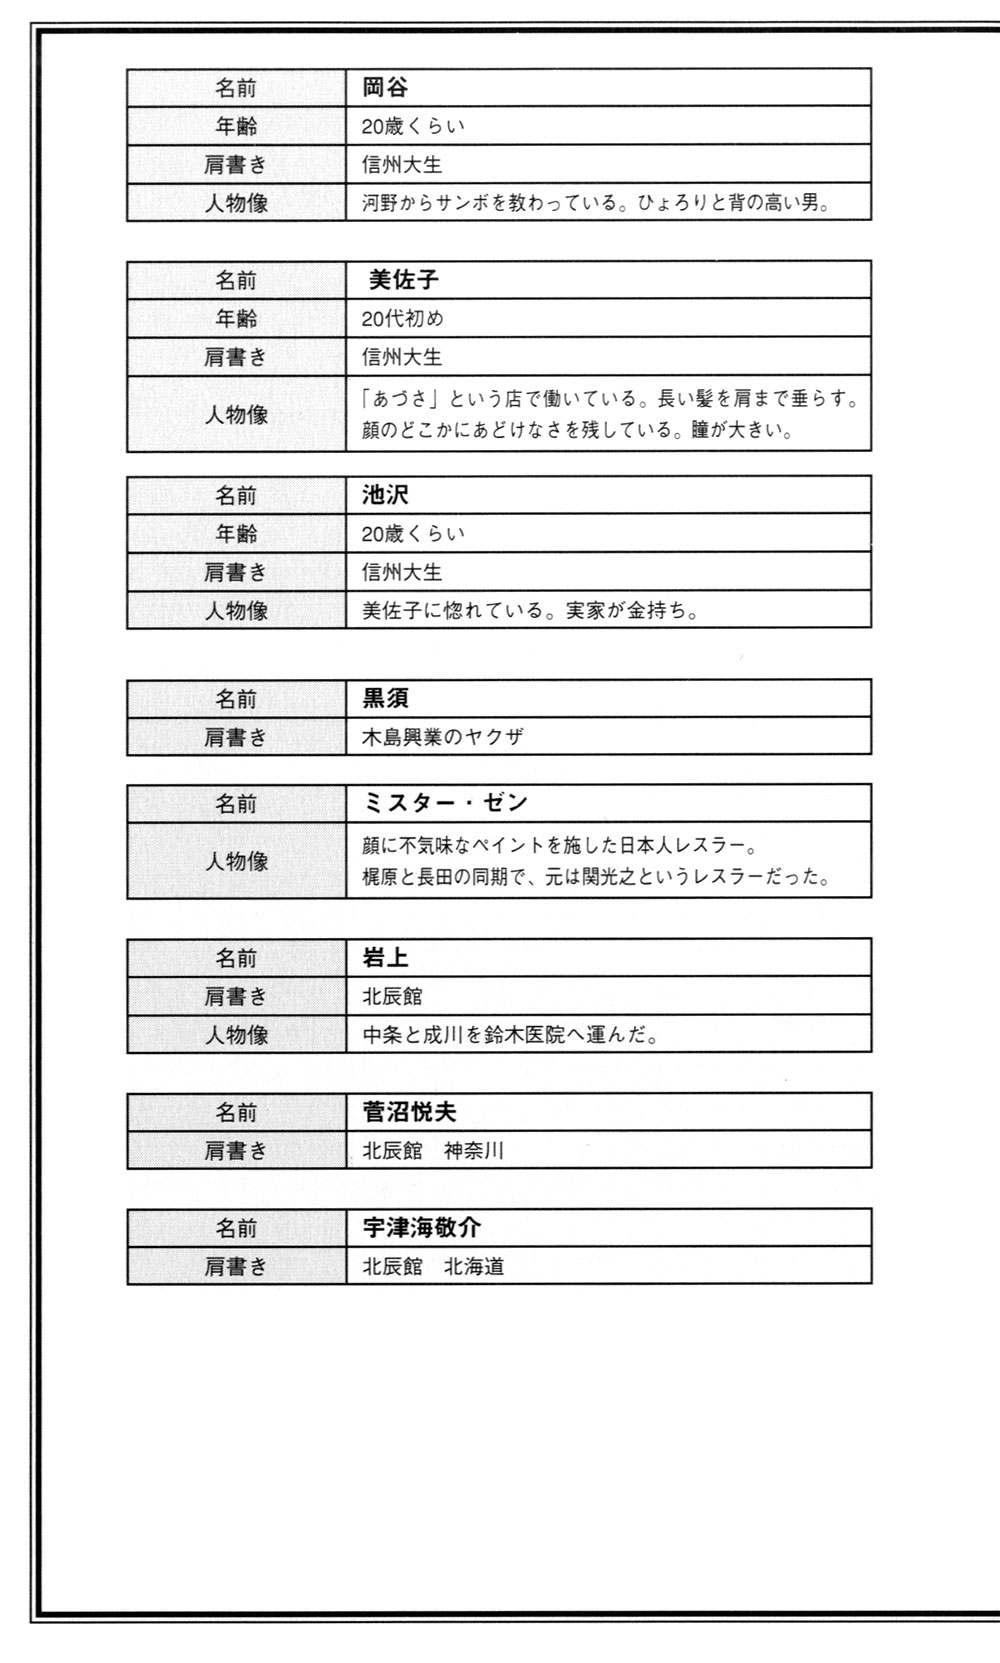 名前 岡谷
年齢 20歳くらい
肩書き 信州大生
人物像 河野からサンボを教わっている。ひょろりと背の高い男。
名前 美佐子
年齢 20代初め
肩書き 信州大生
人物像 「あづさ」という店で働いている。長い髪を肩まで垂らす。
顔のどこかにあどけなさを残している。瞳が大きい。
名前 池沢
年齢 20歳くらい
肩書き 信州大生
人物像 美佐子に惚れている。実家が金持ち。
名前 黒須
肩書き 木島興業のヤクザ
名前 ミスター・ゼン
人物像 顔に不気味なペイントを施した日本人レスラー。
梶原と長田の同期で、元は関光之というレスラーだった。
名前 岩上
肩書き 北辰館
人物像 中条と成川を鈴木医院へ運んだ。
名前 菅沼悦夫
肩書き 北辰館　神奈川
名前 宇津海敬介
肩書き 北辰館　北海道